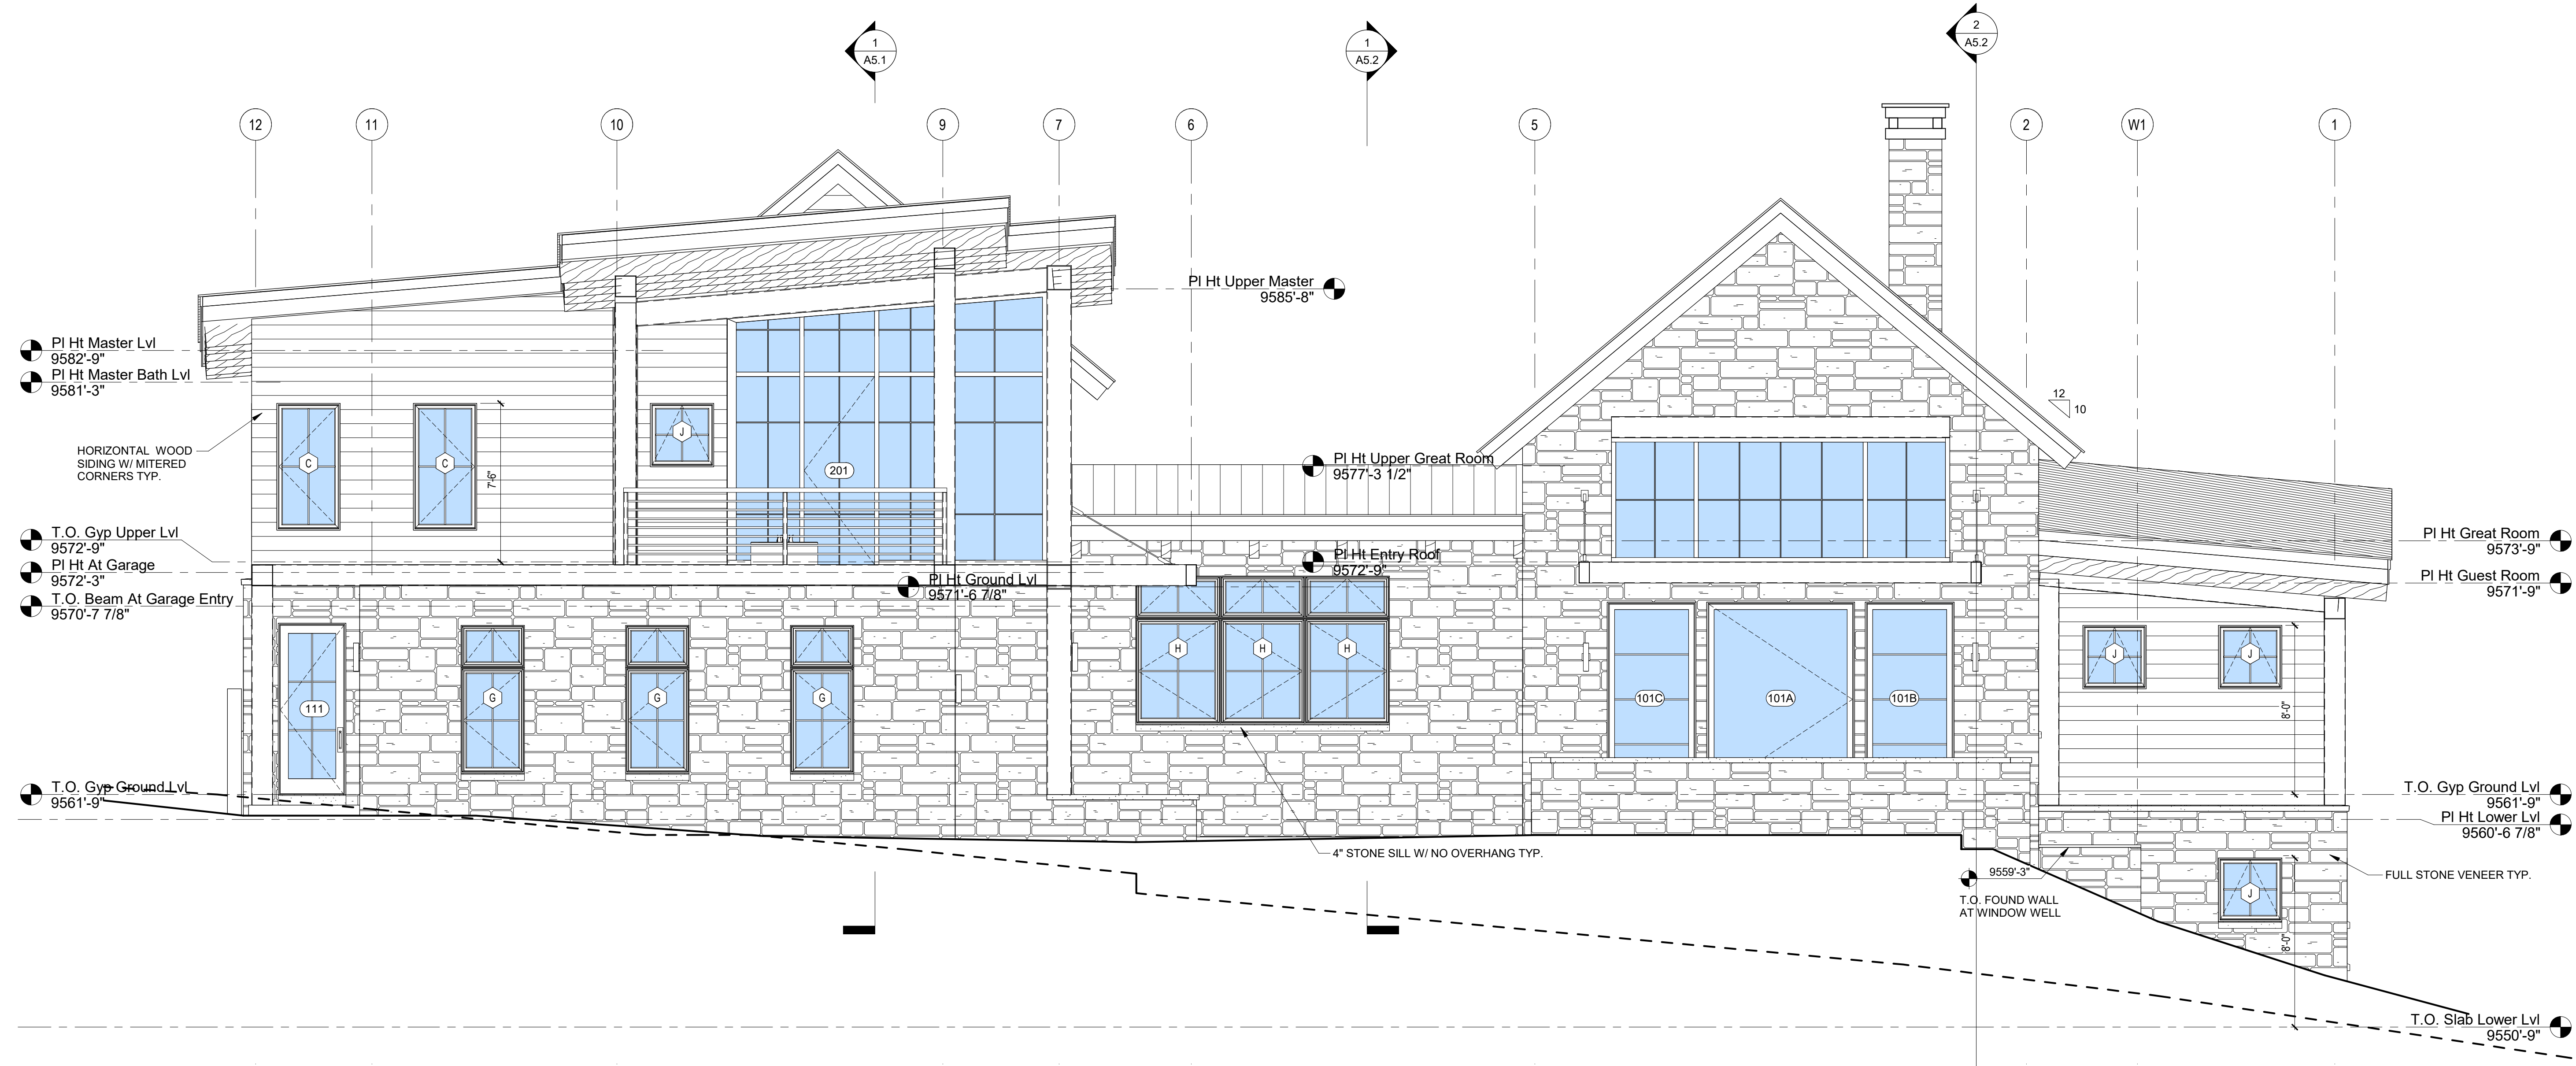 1
A5.1
1
A5.2
2
A5.2
12
11
10
9
7
6
5
2
W1
1
Pl Ht Upper Master
9585'-8"
Pl Ht Master Lvl
9582'-9"
Pl Ht Master Bath Lvl
9581'-3"
12
10
HORIZONTAL WOOD
SIDING W/ MITERED
CORNERS TYP.
C
C
7'-6"
J
201
Pl Ht Upper Great Room
9577'-3 1/2"
T.O. Gyp Upper Lvl
9572'-9"
Pl Ht At Garage
9572'-3"
T.O. Beam At Garage Entry
9570'-7 7/8"
Pl Ht Ground Lvl
9571'-6 7/8"
Pl Ht Entry Roof
9572'-9"
Pl Ht Great Room
9573'-9"
Pl Ht Guest Room
9571'-9"
111
G
G
G
H
H
H
101C
101A
101B
J
J
8'-0"
T.O. Gyp Ground Lvl
9561'-9"
T.O. Gyp Ground Lvl
9561'-9"
Pl Ht Lower Lvl
9560'-6 7/8"
4" STONE SILL W/ NO OVERHANG TYP.
9559'-3"
T.O. FOUND WALL
AT WINDOW WELL
FULL STONE VENEER TYP.
J
8'-0"
T.O. Slab Lower Lvl
9550'-9"